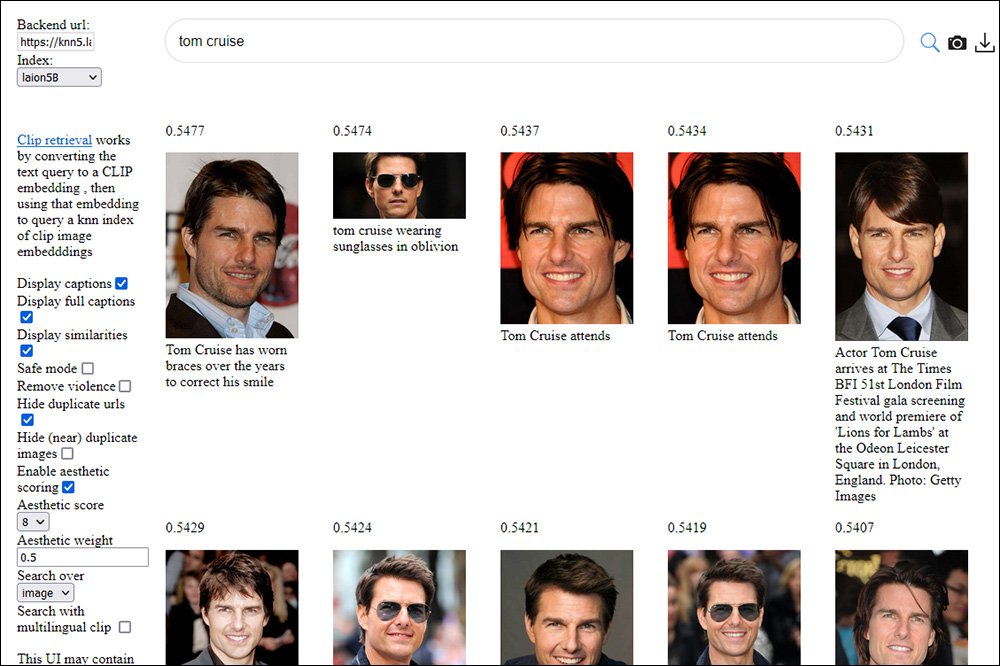 Backend url:
https://knn5.l
Index:
laion5B
tom cruise
Clip retrieval works
by converting the
text query to a CLIP
embedding , then
using that embedding
to query a knn index
of clip image
embedddings
Display captions
Display full captions
Display similarities
Safe mode
Remove violence
Hide duplicate urls
Hide (near) duplicate
images
Enable aesthetic
scoring
Aesthetic score
8
Aesthetic weight
0.5
Search over
image
Search with
multilingual clip
This UI may contain
0.5477
Tom Cruise has worn
braces over the years
to correct his smile
0.5474
tom cruise wearing
sunglasses in oblivion
0.5437
Tom Cruise attends
0.5434
Tom Cruise attends
0.5431
Actor Tom Cruise
arrives at The Times
BFI 51st London Film
Festival gala screening
and world premiere of
'Lions for Lambs' at
the Odeon Leicester
Square in London,
England. Photo: Getty
Images
0.5429
0.5424
0.5421
0.5419
0.5407